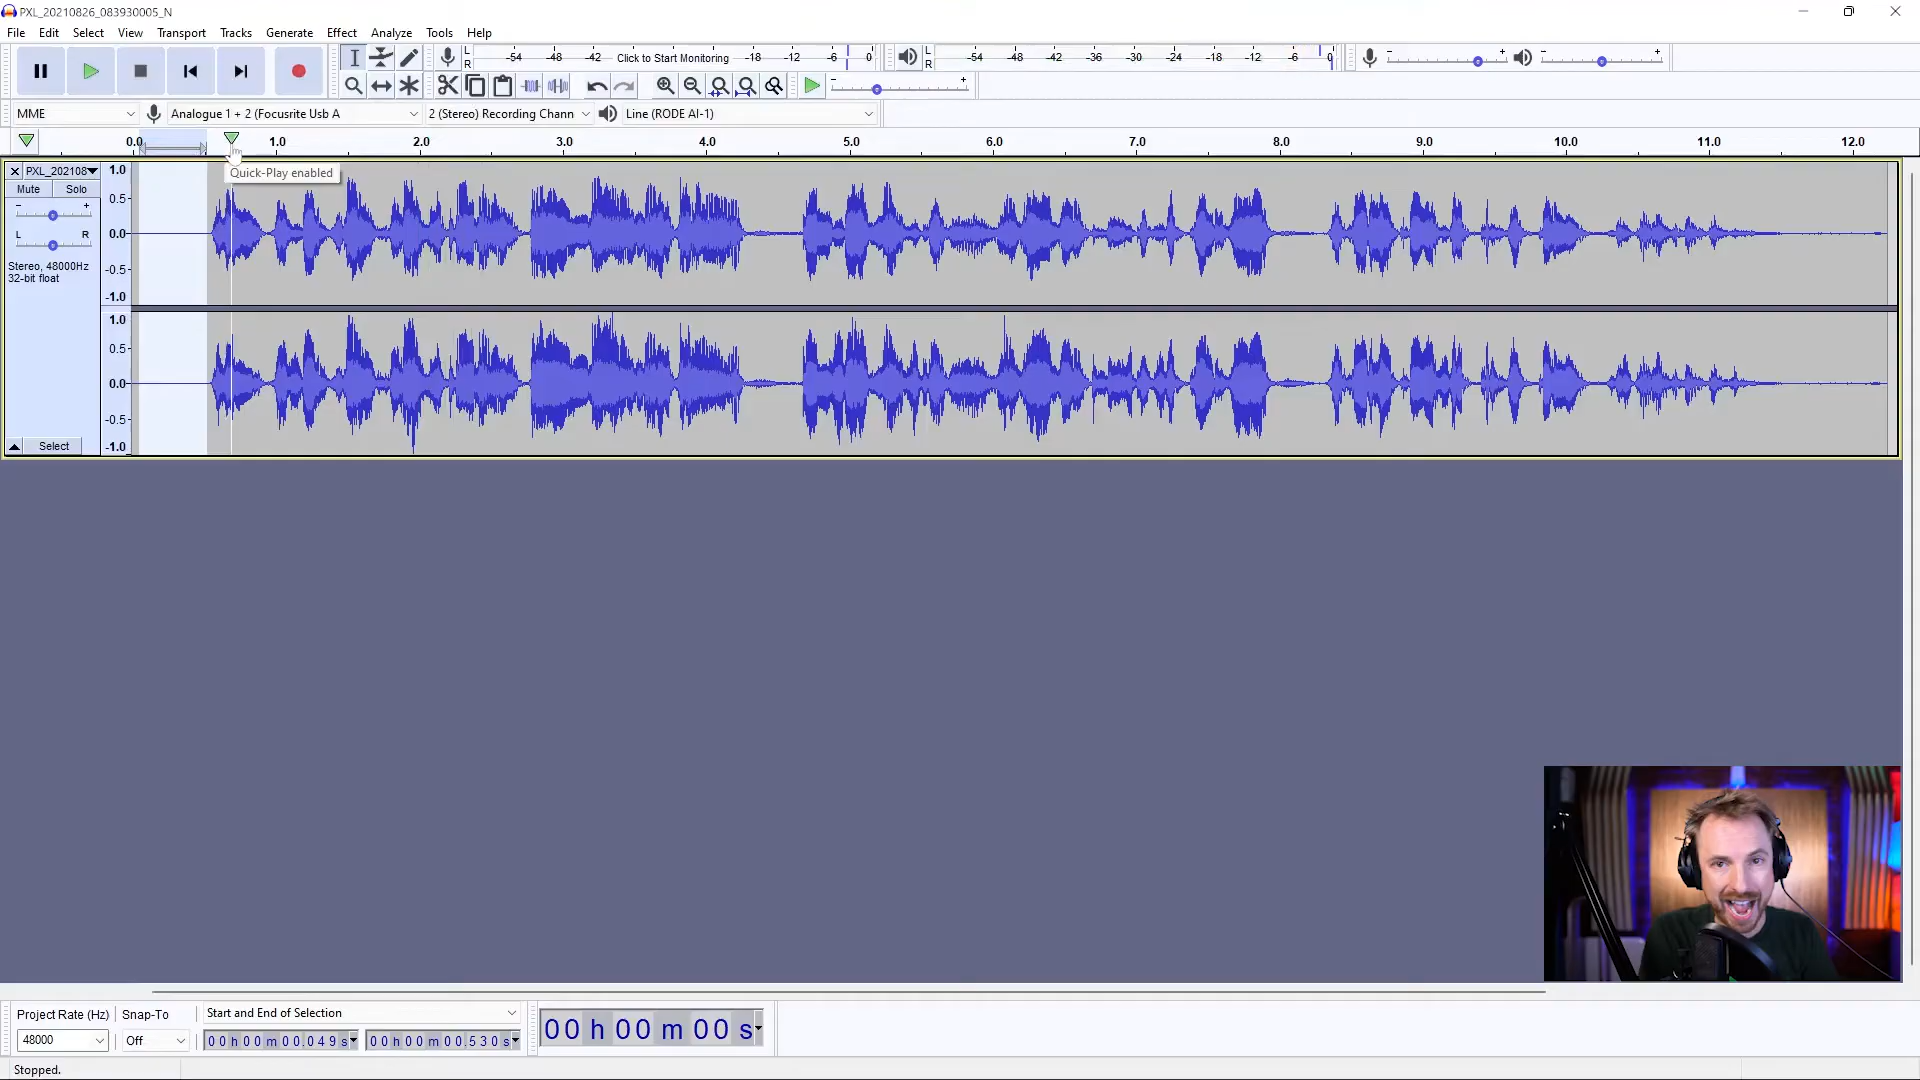 PXL_20210826_083930005_N
File Edit Select View Transport Tracks Generate Effect Analyze Tools Help
L R -54 -48 -42 Click to Start Monitoring -18 -12 -6 0 L R -54 -48 -42 -36 -30 -24 -18 -12 -6 0 - + - +
- +
MME Analogue 1 + 2 (Focusrite Usb A 2 (Stereo) Recording Chann Line (RODE AI-1)
0.0 1.0 2.0 3.0 4.0 5.0 6.0 7.0 8.0 9.0 10.0 11.0 12.0
Quick-Play enabled
PXL_202108
Mute Solo
- +
L R
Stereo, 48000Hz
32-bit float
Select
1.0
0.5
0.0
-0.5
-1.0
1.0
0.5
0.0
-0.5
-1.0
Project Rate (Hz) Snap-To Start and End of Selection
48000 Off 00 h 00 m 00.049 s 00 h 00 m 00.530 s 00 h 00 m 00 s
Stopped.